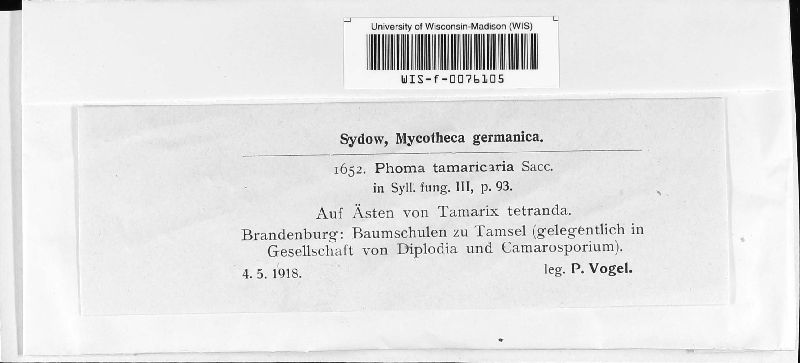 University of Wisconsin-Madison (WIS)
WIS-f-0076105
Sydow, Mycotheca germanica.
1652. Phoma tamaricaria Sacc.
in Syll. fung. III, p. 93.
Auf Ästen von Tamarix tetranda.
Brandenburg: Baumschulen zu Tamsel (gelegentlich in
Gesellschaft von Diplodia und Camarosporium).
4. 5. 1918.
leg. P. Vogel.